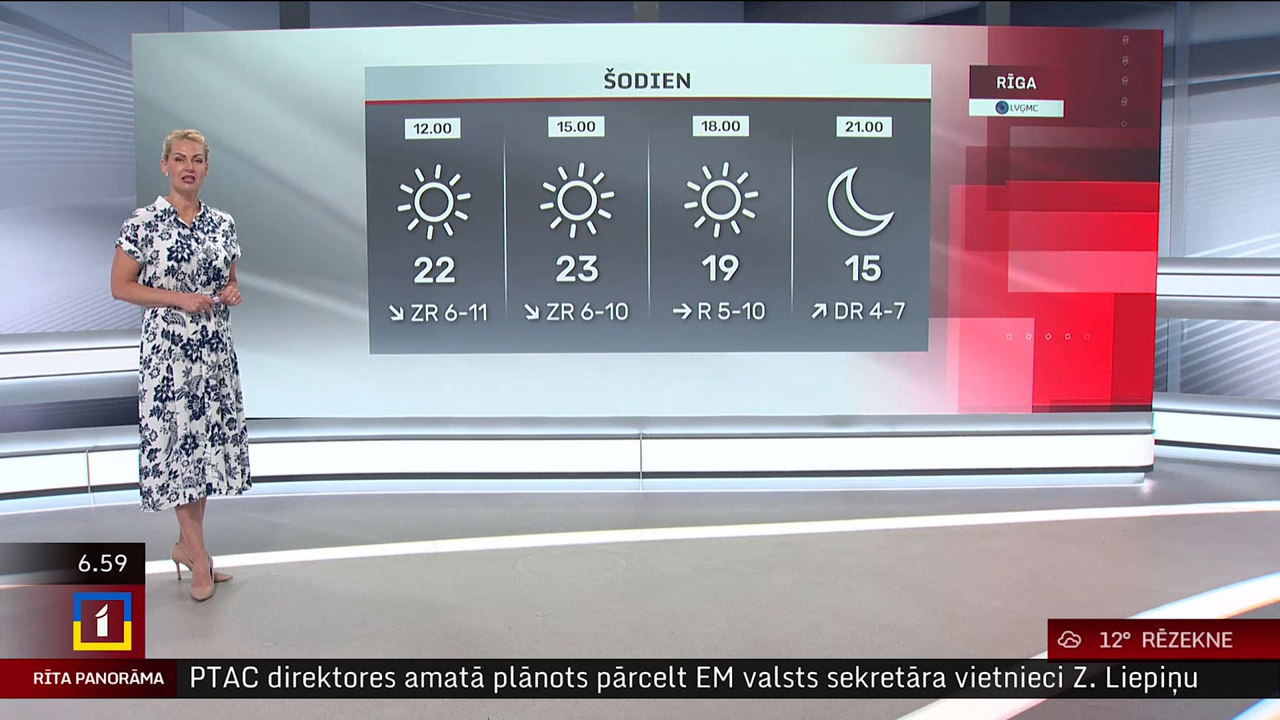 ŠODIEN
RĪGA
LVĢMC
12.00
15.00
18.00
21.00
22
23
19
15
ZR 6-11
ZR 6-10
R 5-10
DR 4-7
6.59
1
12° RĒZEKNE
RĪTA PANORĀMA
PTAC direktores amatā plānots pārcelt EM valsts sekretāra vietnieci Z. Liepiņu